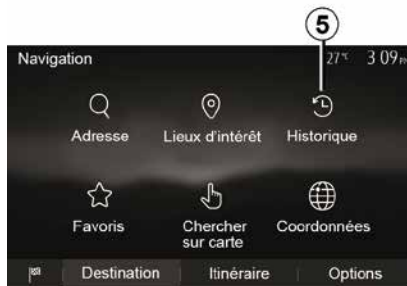 5
Navigation 27°C 3 09
Adresse Lieux d'intérêt Historique
Favoris Chercher sur carte Coordonnées
Destination Itinéraire Options